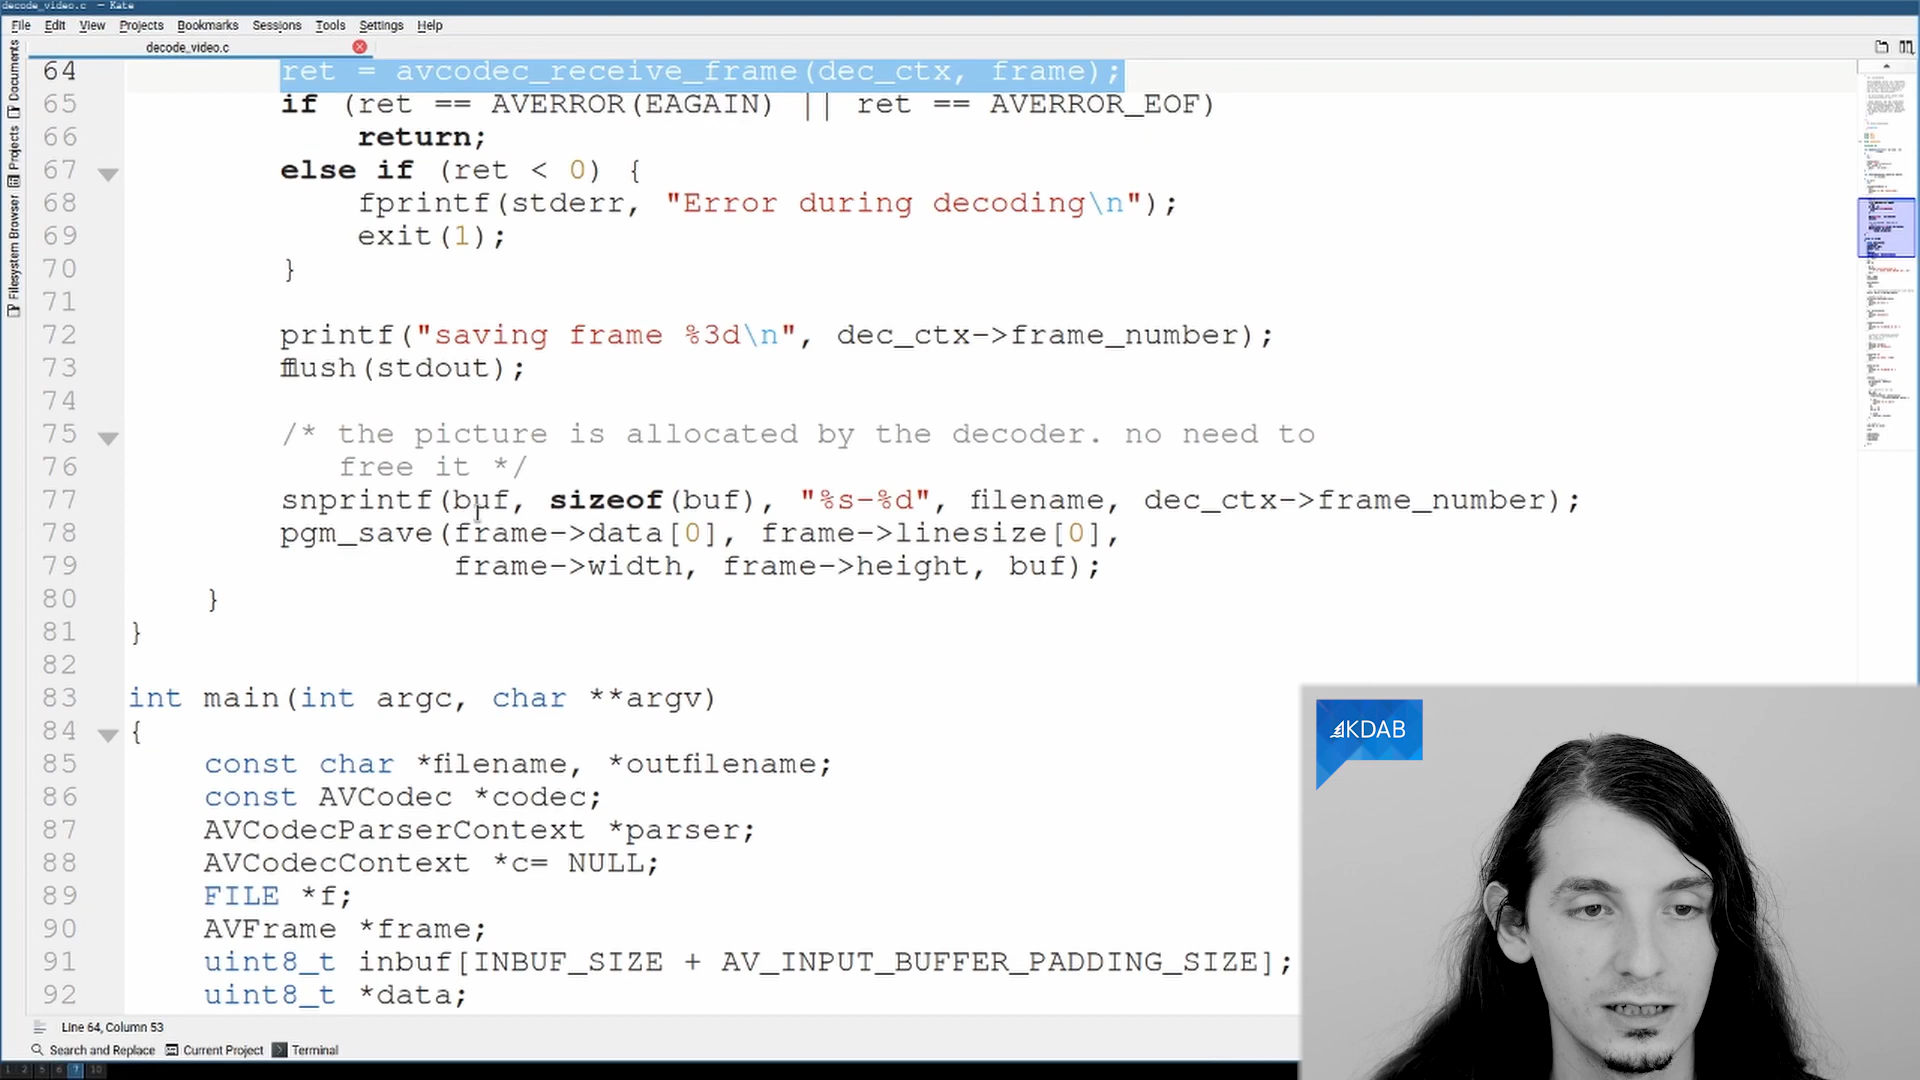 decode_video.c — Kate
File Edit View Projects Bookmarks Sessions Tools Settings Help
decode_video.c
Documents
Projects
Filesystem Browser
64 ret = avcodec_receive_frame(dec_ctx, frame);
65 if (ret == AVERROR(EAGAIN) || ret == AVERROR_EOF)
66 return;
67 else if (ret < 0) {
68 fprintf(stderr, "Error during decoding\n");
69 exit(1);
70 }
71
72 printf("saving frame %3d\n", dec_ctx->frame_number);
73 fflush(stdout);
74
75 /* the picture is allocated by the decoder. no need to
76 free it */
77 snprintf(buf, sizeof(buf), "%s-%d", filename, dec_ctx->frame_number);
78 pgm_save(frame->data[0], frame->linesize[0],
79 frame->width, frame->height, buf);
80 }
81 }
82
83 int main(int argc, char **argv)
84 {
85 const char *filename, *outfilename;
86 const AVCodec *codec;
87 AVCodecParserContext *parser;
88 AVCodecContext *c= NULL;
89 FILE *f;
90 AVFrame *frame;
91 uint8_t inbuf[INBUF_SIZE + AV_INPUT_BUFFER_PADDING_SIZE];
92 uint8_t *data;
KDAB
Line 64, Column 53
Search and Replace Current Project Terminal
1 2 5 6 7 10